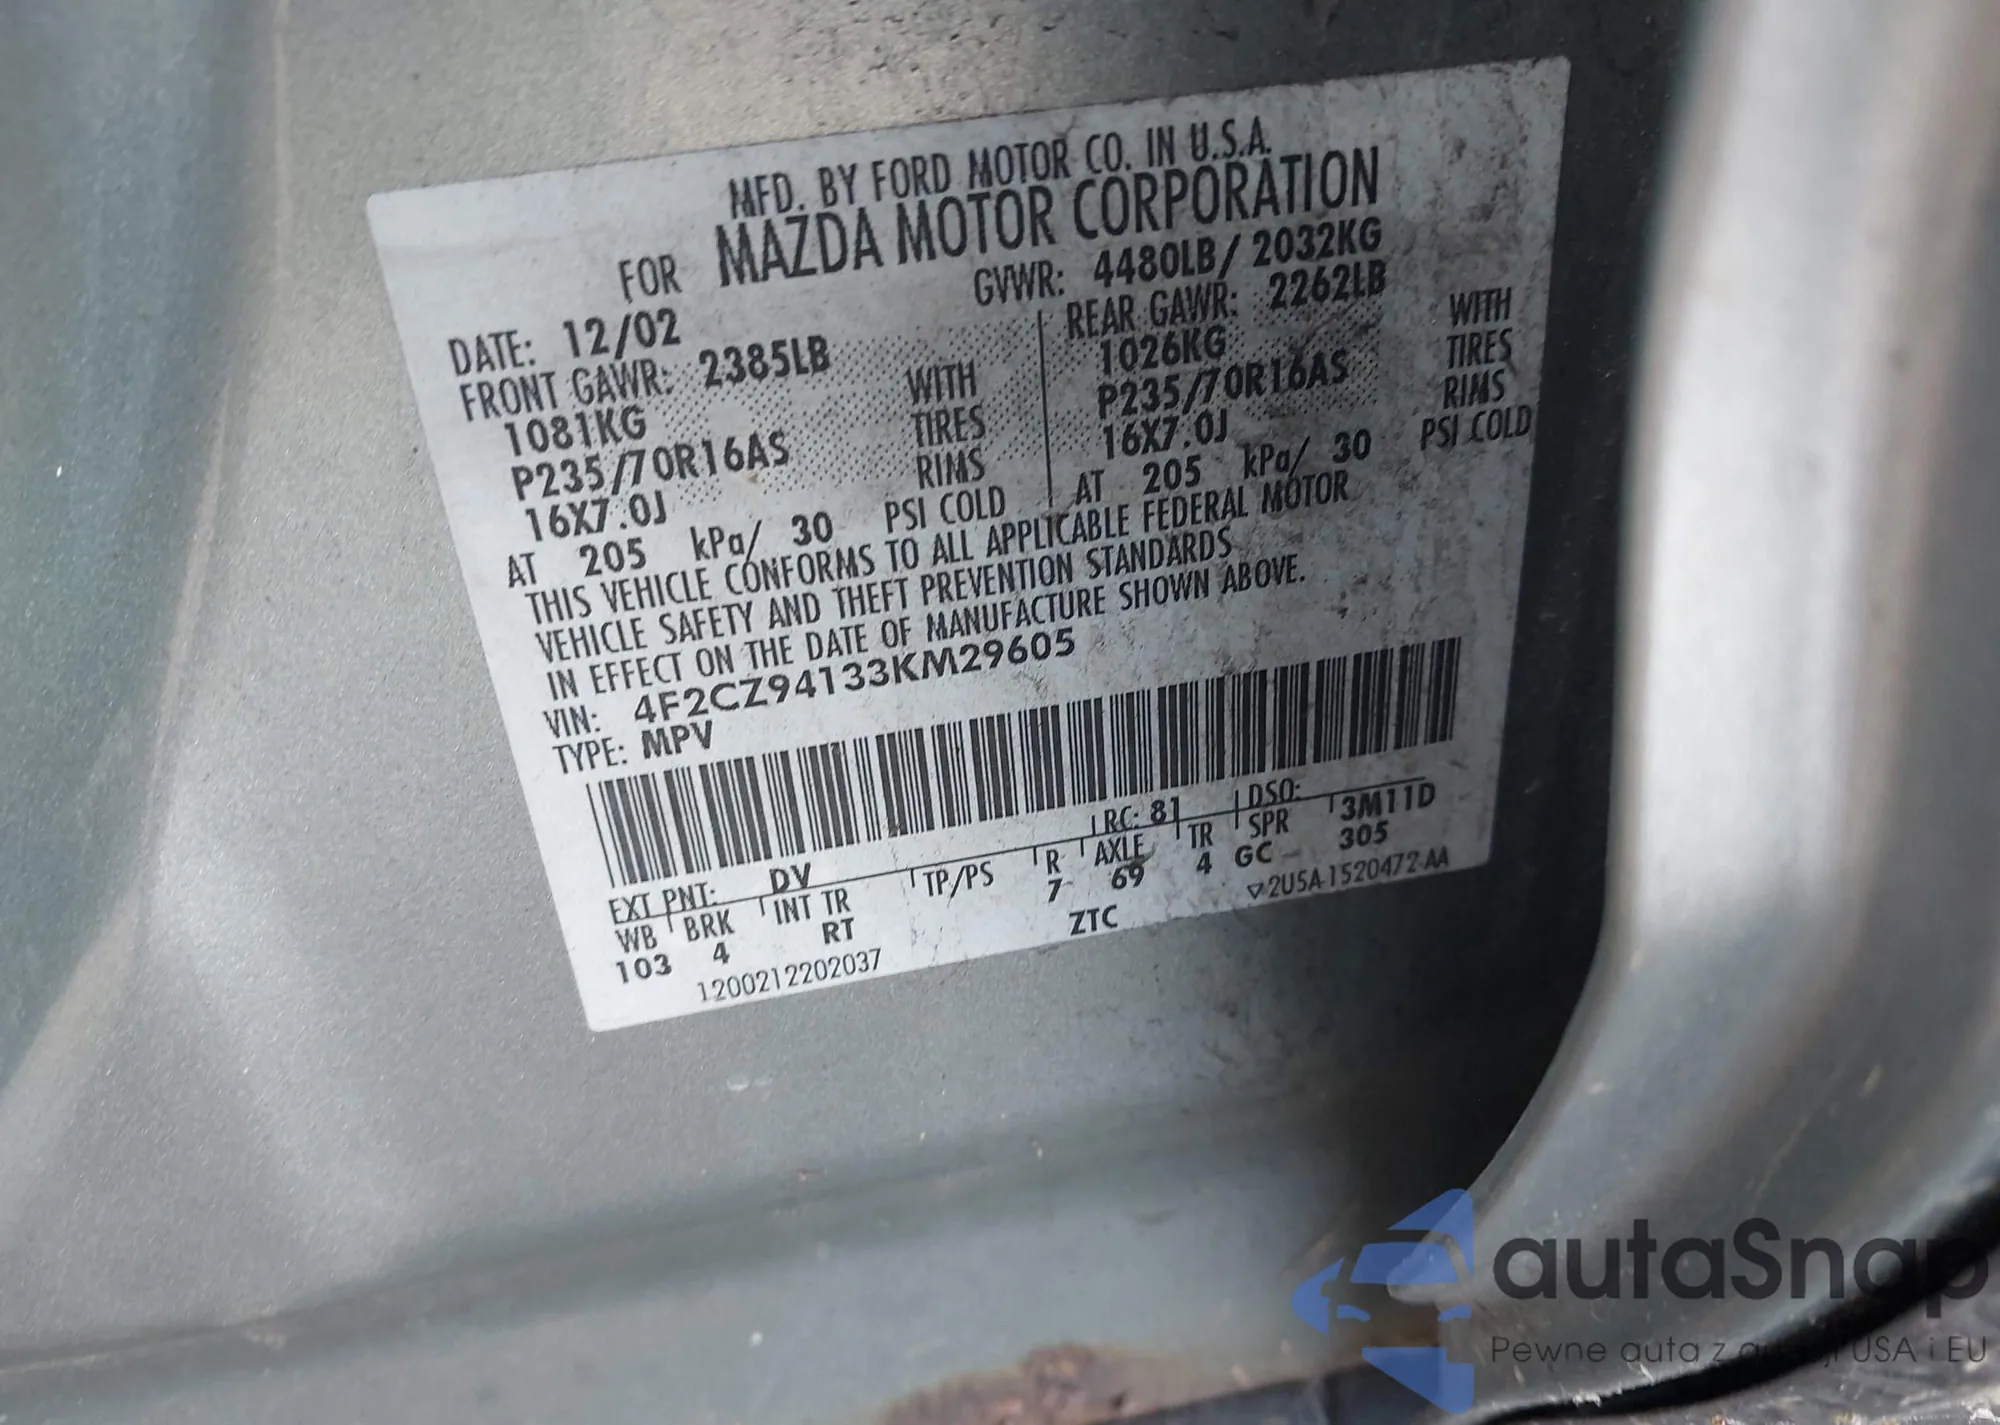 MFD. BY FORD MOTOR CO. IN U.S.A.
FOR MAZDA MOTOR CORPORATION
DATE: 12/02 GVWR: 4480LB/ 2032KG
FRONT GAWR: 2385LB REAR GAWR: 2262LB
1081KG WITH 1026KG WITH
P235/70R16AS TIRES P235/70R16AS TIRES
16X7.0J RIMS 16X7.0J RIMS
AT 205 kPa/ 30 PSI COLD AT 205 kPa/ 30 PSI COLD
THIS VEHICLE CONFORMS TO ALL APPLICABLE FEDERAL MOTOR
VEHICLE SAFETY AND THEFT PREVENTION STANDARDS
IN EFFECT ON THE DATE OF MANUFACTURE SHOWN ABOVE.
VIN: 4F2CZ94133KM29605
TYPE: MPV
EXT PNT: DV RC: 81 DSO: 3M11D
WB BRK INT TR TP/PS R AXLE TR SPR 305
103 4 RT 7 69 4 GC
1200212202037 ZTC 2U5A-1520472-AA
autaSnap
Pewne auta z USA i EU